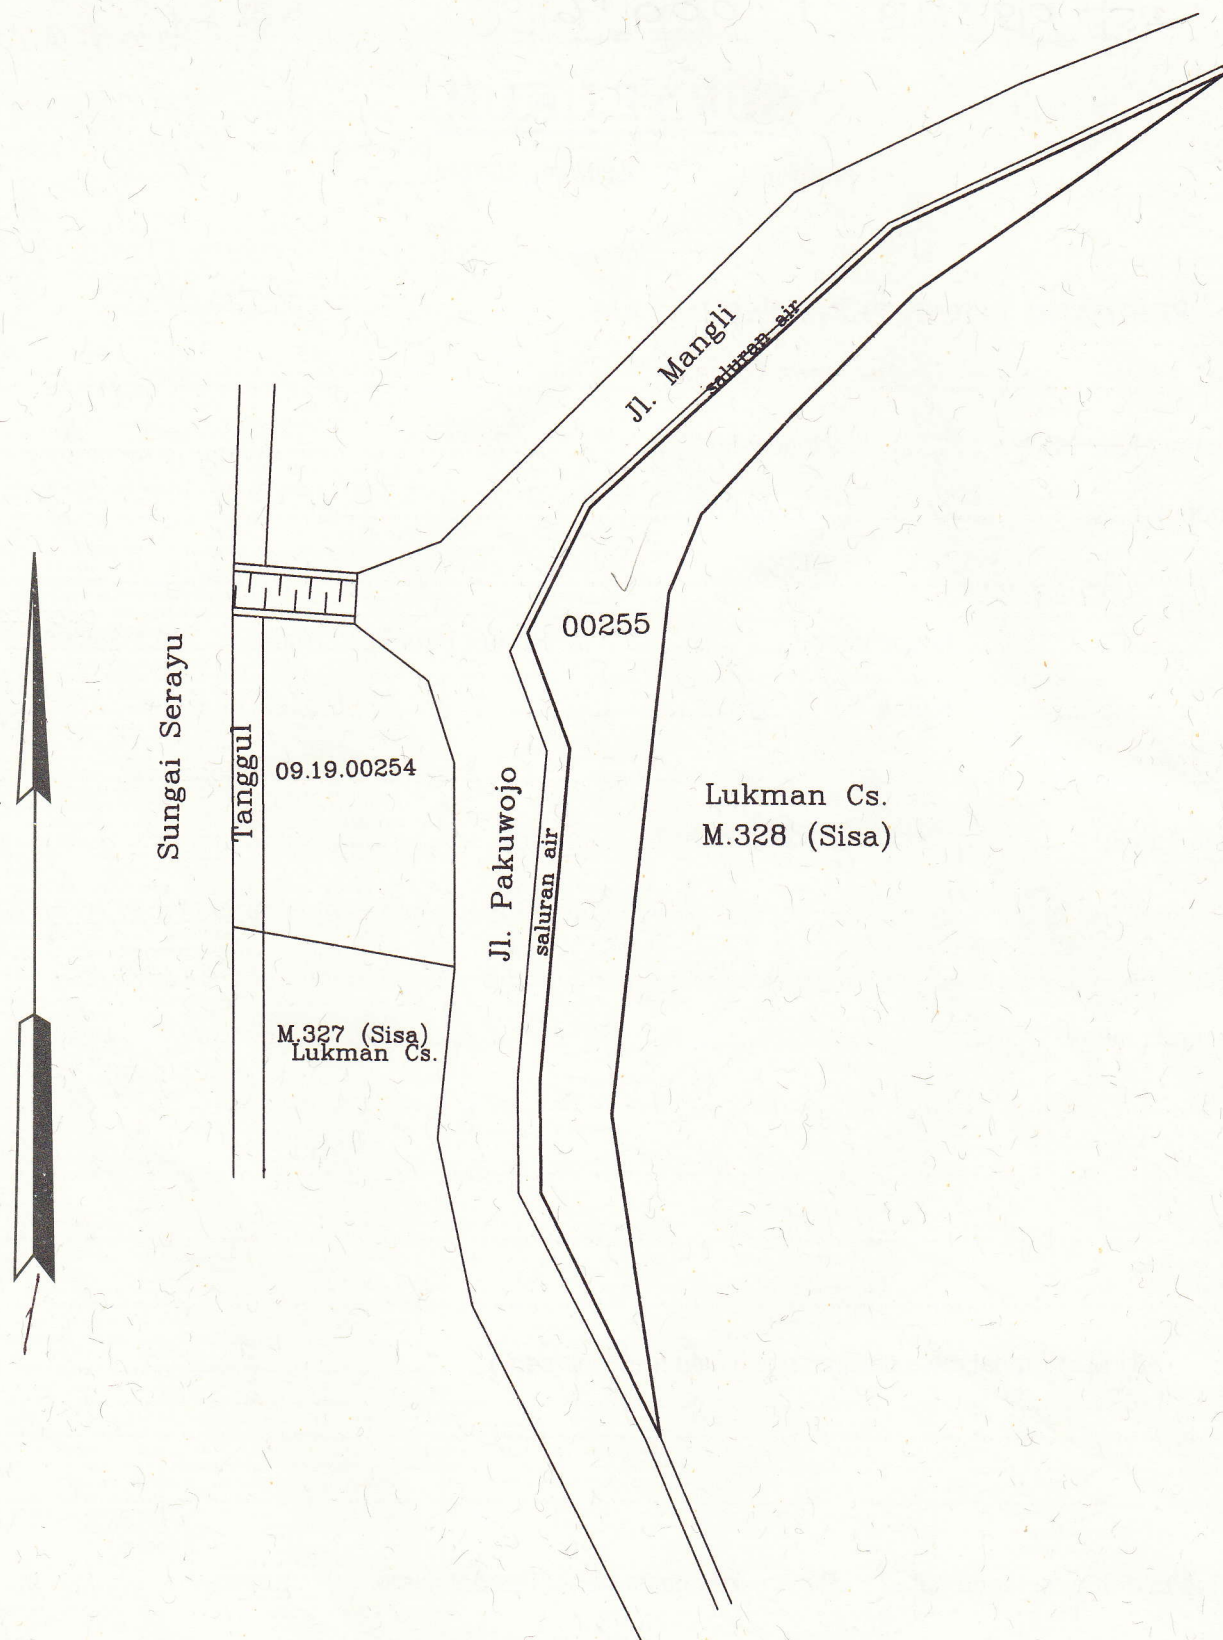 Jl. Mangli
saluran air
00255
Sungai Serayu
Tanggul
09.19.00254
Jl. Pakuwojo
saluran air
Lukman Cs.
M.328 (Sisa)
M.327 (Sisa)
Lukman Cs.